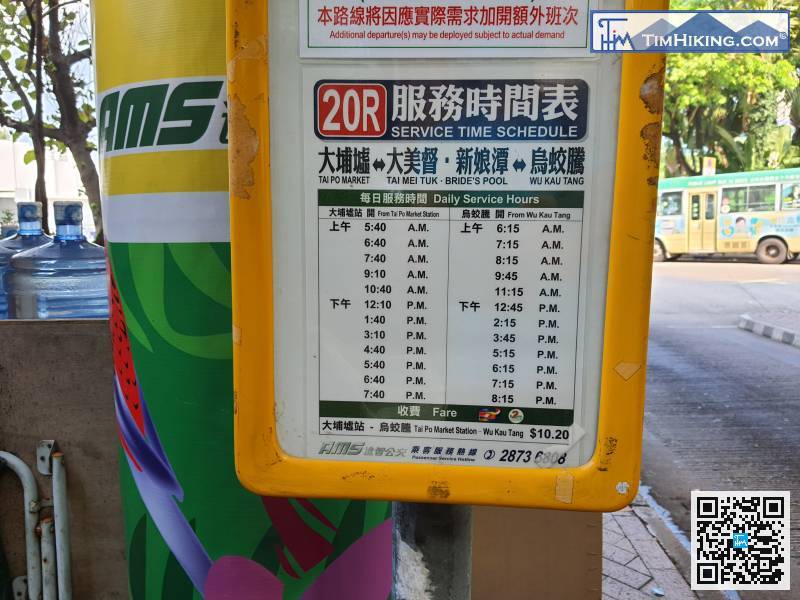 本路線將因應實際需求加開額外班次
Additional departure(s) may be deployed subject to actual demand
TIMHIKING.COM®
AMS
20R 服務時間表
SERVICE TIME SCHEDULE
大埔墟 ↔ 大美督 · 新娘潭 ↔ 烏蛟騰
TAI PO MARKET TAI MEI TUK · BRIDE'S POOL WU KAU TANG
每日服務時間 Daily Service Hours
大埔墟站 開 From Tai Po Market Station 烏蛟騰 開 From Wu Kau Tang
上午 5:40 A.M. 上午 6:15 A.M.
6:40 A.M. 7:15 A.M.
7:40 A.M. 8:15 A.M.
9:10 A.M. 9:45 A.M.
10:40 A.M. 11:15 A.M.
下午 12:10 P.M. 下午 12:45 P.M.
1:40 P.M. 2:15 P.M.
3:10 P.M. 3:45 P.M.
4:40 P.M. 5:15 P.M.
5:40 P.M. 6:15 P.M.
6:40 P.M. 7:15 P.M.
7:40 P.M. 8:15 P.M.
收費 Fare
大埔墟站 - 烏蛟騰 Tai Po Market Station - Wu Kau Tang $10.20
AMS 進智公交 乘客服務熱線 2873 6808
Passenger Service Hotline